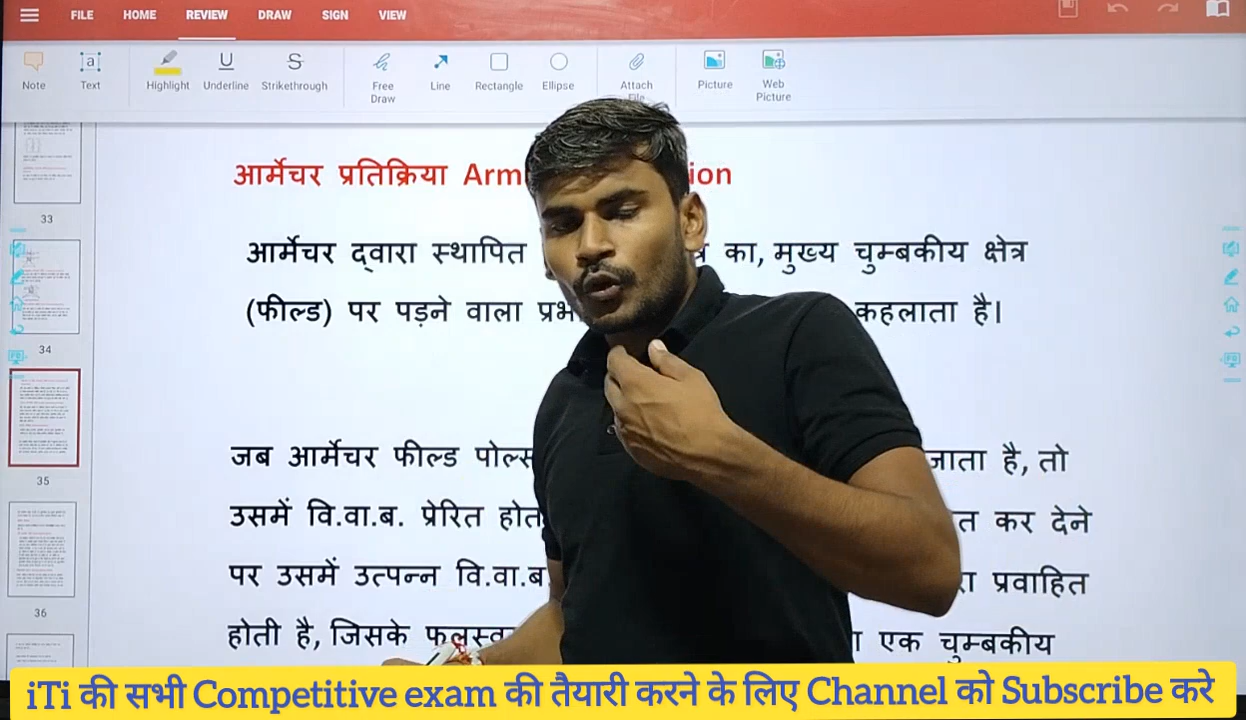 FILE HOME REVIEW DRAW SIGN VIEW
Note Text Highlight Underline Strikethrough Free Draw Line Rectangle Ellipse Attach File Picture Web Picture
आर्मेचर प्रतिक्रिया Arm ion
आर्मेचर द्वारा स्थापित का, मुख्य चुम्बकीय क्षेत्र
(फील्ड) पर पड़ने वाला प्रभ कहलाता है।
जब आर्मेचर फील्ड पोल्स जाता है, तो
उसमें वि.वा.ब. प्रेरित होत त कर देने
पर उसमें उत्पन्न वि.वा.ब. रा प्रवाहित
होती है, जिसके फलस्व एक चुम्बकीय
33
34
35
36
iTi की सभी Competitive exam की तैयारी करने के लिए Channel को Subscribe करे